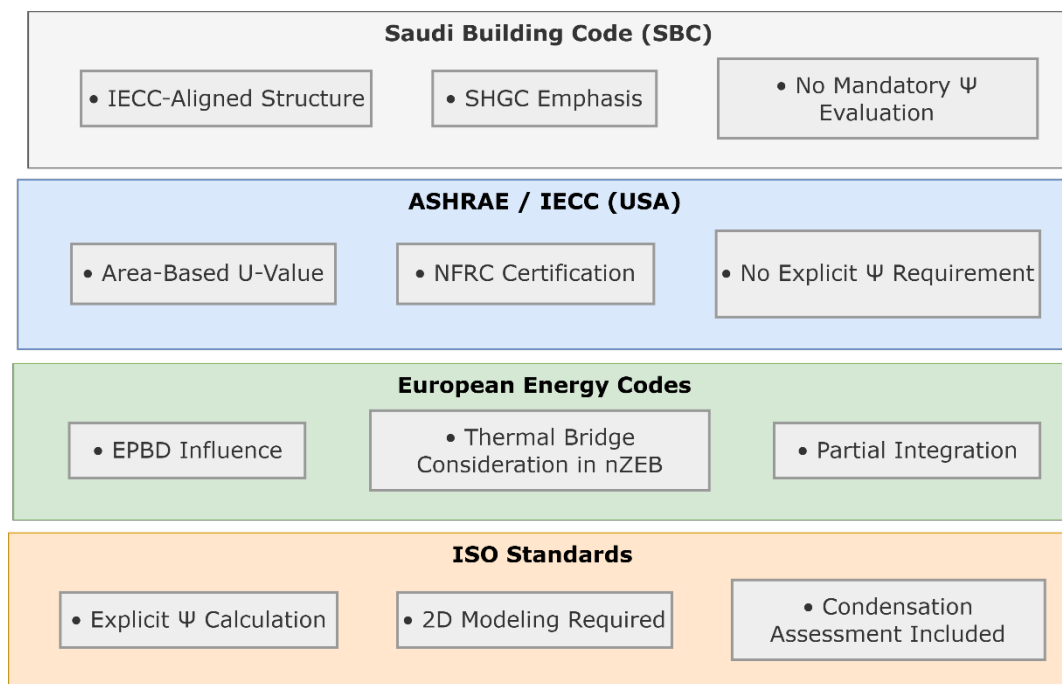 Saudi Building Code (SBC)
• IECC-Aligned Structure
• SHGC Emphasis
• No Mandatory Ψ
Evaluation
ASHRAE / IECC (USA)
• Area-Based U-Value
• NFRC Certification
• No Explicit Ψ Requirement
European Energy Codes
• EPBD Influence
• Thermal Bridge
Consideration in nZEB
• Partial Integration
ISO Standards
• Explicit Ψ Calculation
• 2D Modeling Required
• Condensation
Assessment Included